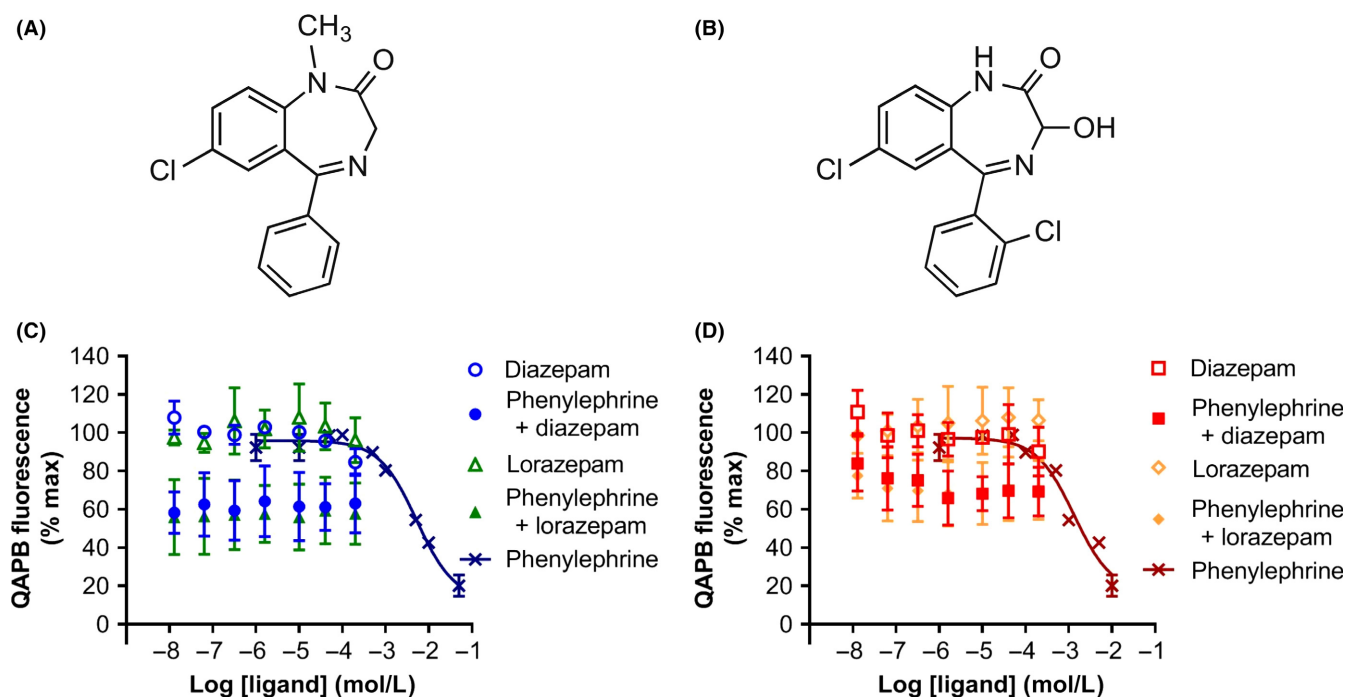 (A)
CH3
N
O
N
Cl
(B)
H
N
O
OH
N
Cl
Cl
(C)
QAPB fluorescence
(% max)
140
120
100
80
60
40
20
0
–8 –7 –6 –5 –4 –3 –2 –1
Log [ligand] (mol/L)
Diazepam
Phenylephrine
+ diazepam
Lorazepam
Phenylephrine
+ lorazepam
Phenylephrine
(D)
QAPB fluorescence
(% max)
140
120
100
80
60
40
20
0
–8 –7 –6 –5 –4 –3 –2 –1
Log [ligand] (mol/L)
Diazepam
Phenylephrine
+ diazepam
Lorazepam
Phenylephrine
+ lorazepam
Phenylephrine